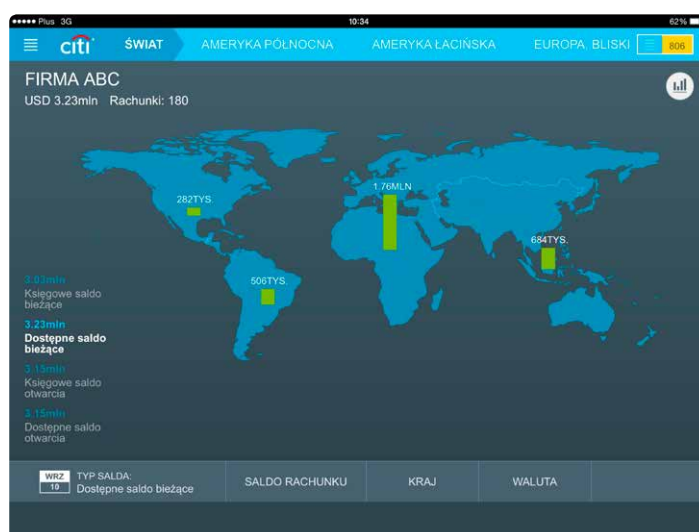 Plus 3G 10:34 62%
citi ŚWIAT AMERYKA PÓŁNOCNA AMERYKA ŁACIŃSKA EUROPA, BLISKI 806
FIRMA ABC
USD 3.23mln Rachunki: 180
1.76MLN
282TYS.
684TYS.
506TYS.
3.03mln
Księgowe saldo
bieżące
3.23mln
Dostępne saldo
bieżące
3.15mln
Księgowe saldo
otwarcia
3.15mln
Dostępne saldo
otwarcia
WRZ
10
TYP SALDA:
Dostępne saldo bieżące
SALDO RACHUNKU KRAJ WALUTA